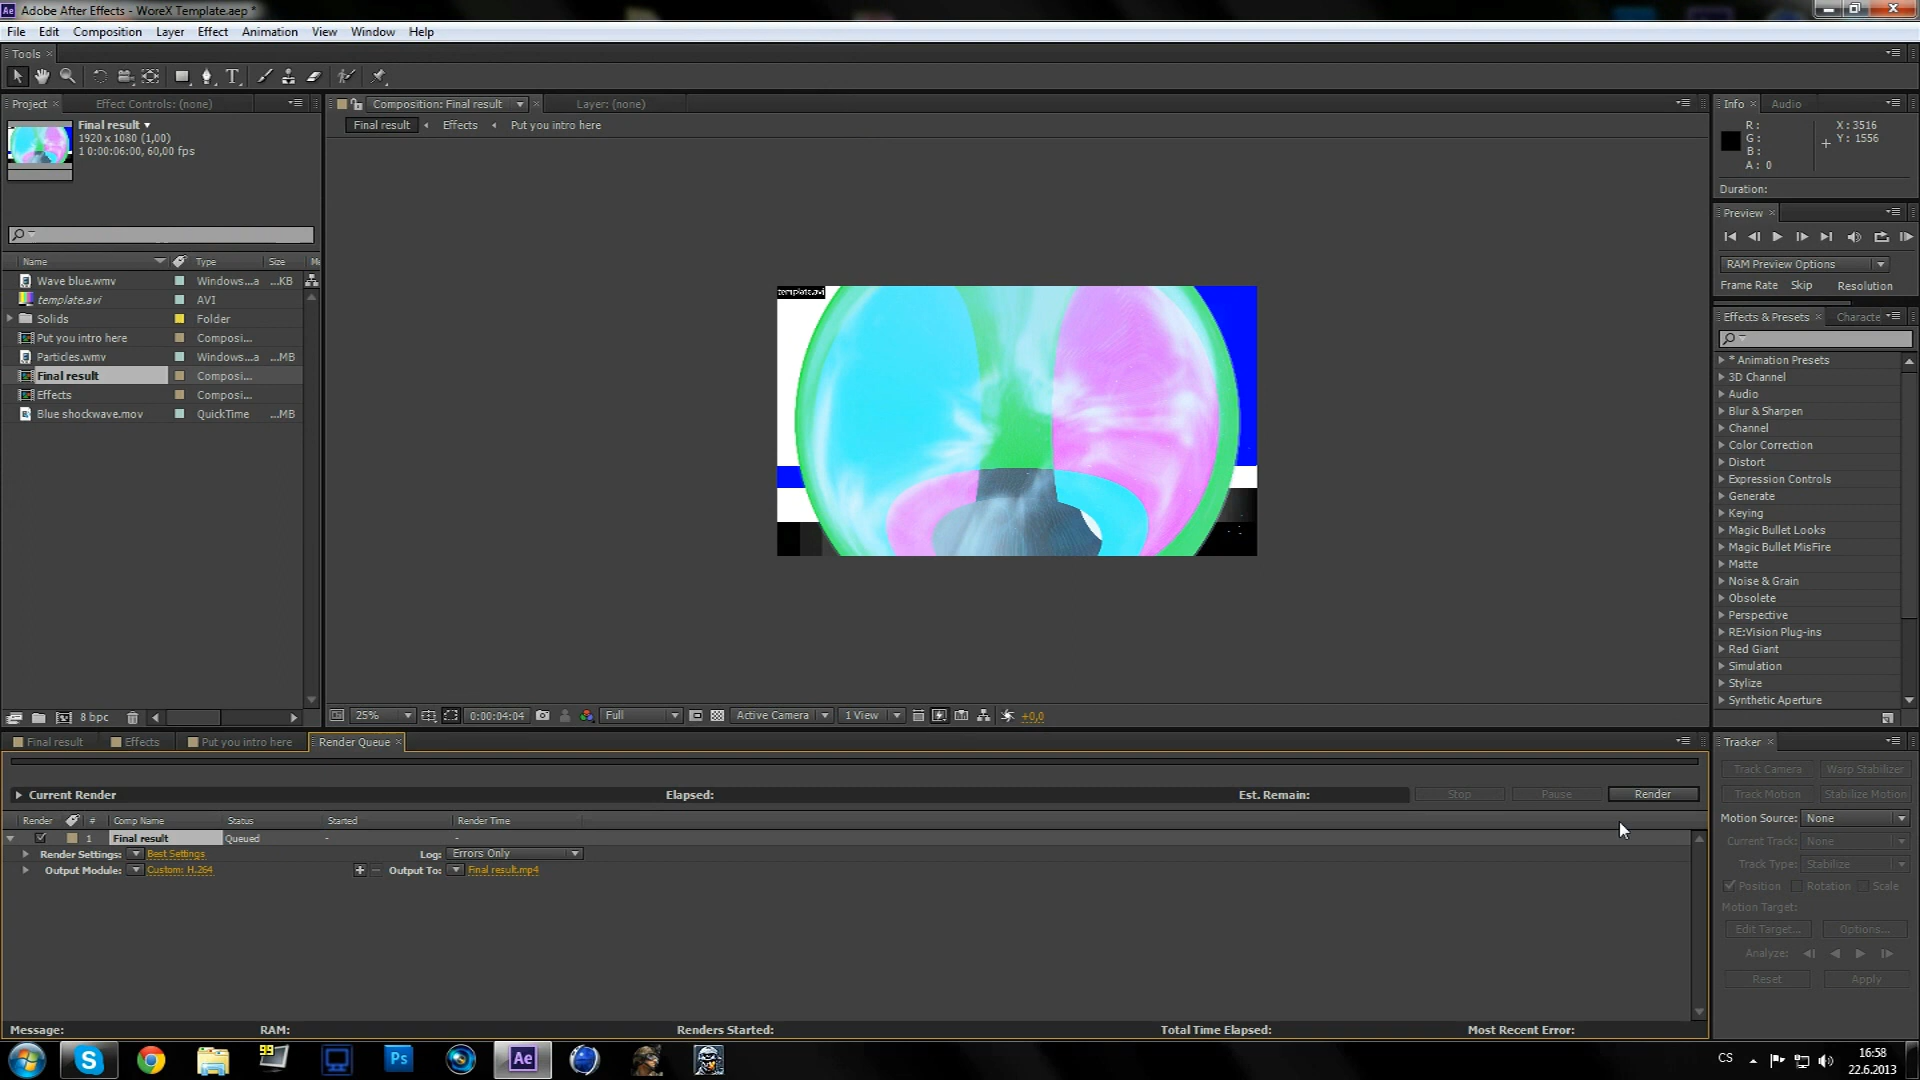 Adobe After Effects - WoreX Template.aep *
File Edit Composition Layer Effect Animation View Window Help
Tools
Project Effect Controls: (none)
Final result
1920 x 1080 (1,00)
1 0:00:06:00, 60,00 fps
Name Type Size
Wave blue.wmv Windows...a ...KB
template.avi AVI
Solids Folder
Put you intro here Composi...
Particles.wmv Windows...a ...MB
Final result Composi...
Effects Composi...
Blue shockwave.mov QuickTime ...MB
8 bpc
Composition: Final result Layer: (none)
Final result Effects Put you intro here
template.avi
25% 0:00:04:04 Full Active Camera 1 View +0,0
Info Audio
R: X: 3516
G: Y: 1556
B:
A: 0
Duration:
Preview
RAM Preview Options
Frame Rate Skip Resolution
Effects & Presets Characte
* Animation Presets
3D Channel
Audio
Blur & Sharpen
Channel
Color Correction
Distort
Expression Controls
Generate
Keying
Magic Bullet Looks
Magic Bullet MisFire
Matte
Noise & Grain
Obsolete
Perspective
RE:Vision Plug-ins
Red Giant
Simulation
Stylize
Synthetic Aperture
Final result Effects Put you intro here Render Queue
Current Render Elapsed: Est. Remain: Stop Pause Render
Render # Comp Name Status Started Render Time
1 Final result Queued - -
Render Settings: Best Settings Log: Errors Only
Output Module: Custom: H.264 Output To: Final result.mp4
Message: RAM: Renders Started: Total Time Elapsed: Most Recent Error:
Tracker
Track Camera Warp Stabilizer
Track Motion Stabilize Motion
Motion Source: None
Current Track: None
Track Type: Stabilize
Position Rotation Scale
Motion Target:
Edit Target... Options...
Analyze:
Reset Apply
99
Ps
Ae
CS
16:58
22.6.2013